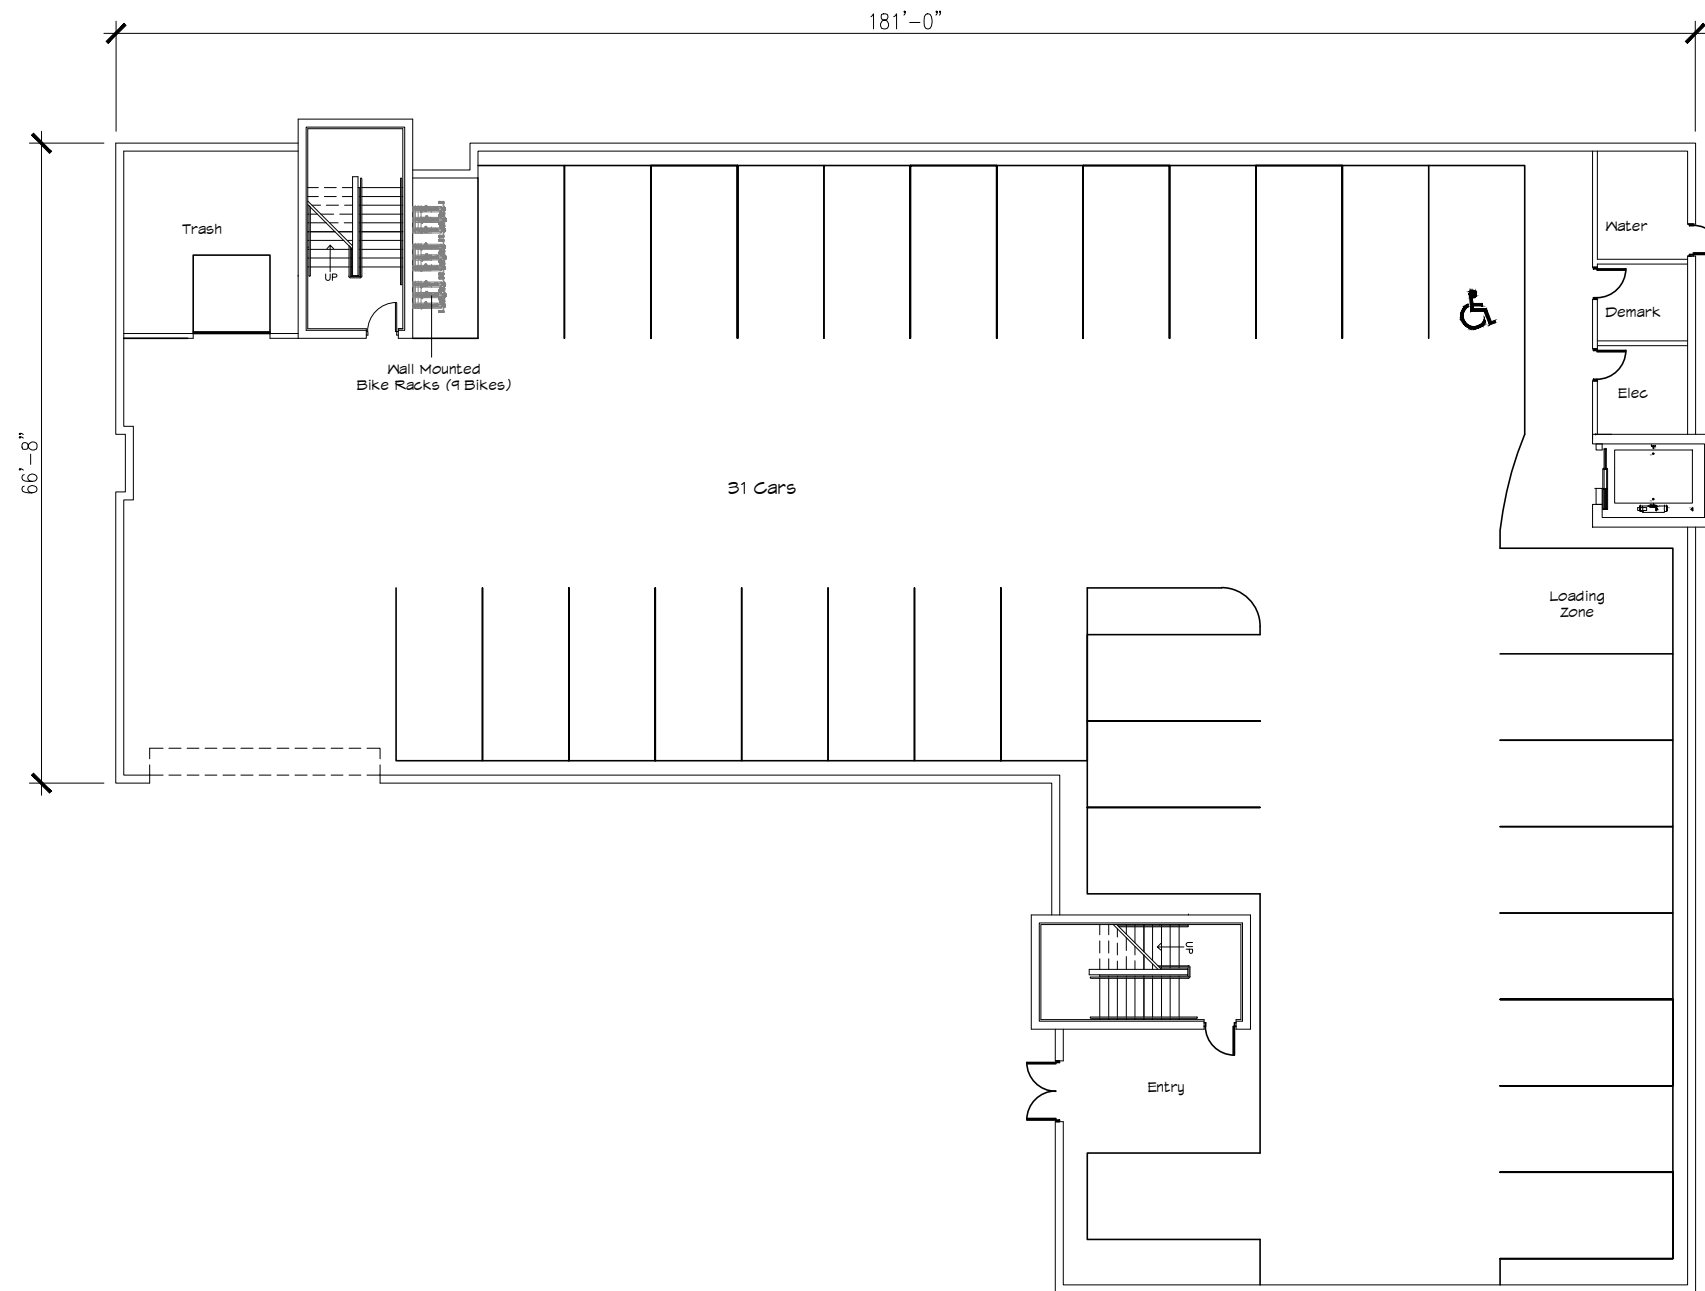 181'-0"
Trash
UP
Water
Demark
Wall Mounted
Bike Racks (9 Bikes)
Elec
66'-8"
31 Cars
Loading
Zone
UP
Entry